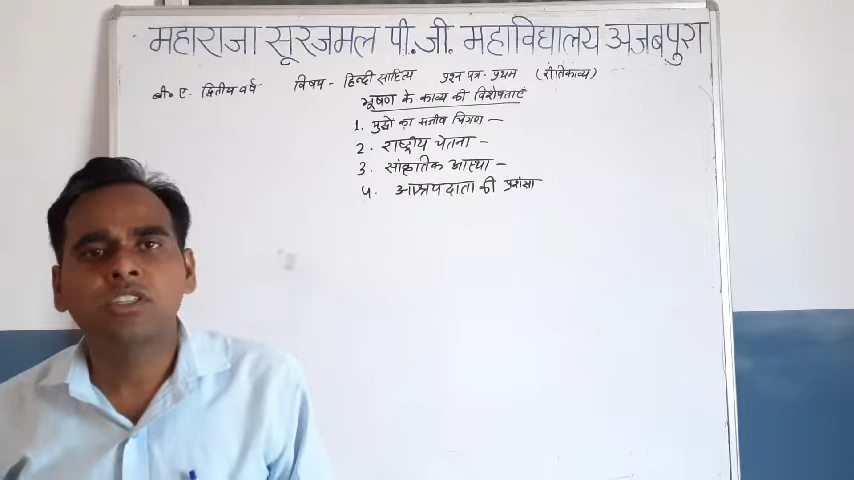 महाराजा सूरजमल पी.जी. महाविद्यालय अजबपुरा
बी॰ ए. द्वितीय वर्ष विषय - हिन्दी साहित्य प्रश्न पत्र - प्रथम (रीतिकाव्य)
भूषण के काव्य की विशेषताएँ
1. युद्धों का सजीव चित्रण —
2. राष्ट्रीय चेतना —
3. सांस्कृतिक आस्था —
4. आश्रयदाता की प्रशंसा